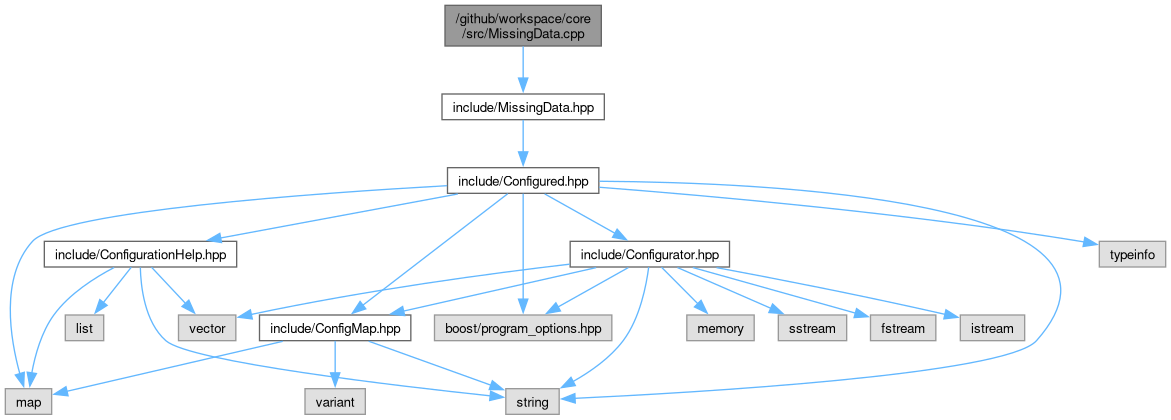 /github/workspace/core
/src/MissingData.cpp
include/MissingData.hpp
include/Configured.hpp
include/ConfigurationHelp.hpp
include/Configurator.hpp
typeinfo
list
vector
include/ConfigMap.hpp
boost/program_options.hpp
memory
sstream
fstream
istream
map
variant
string